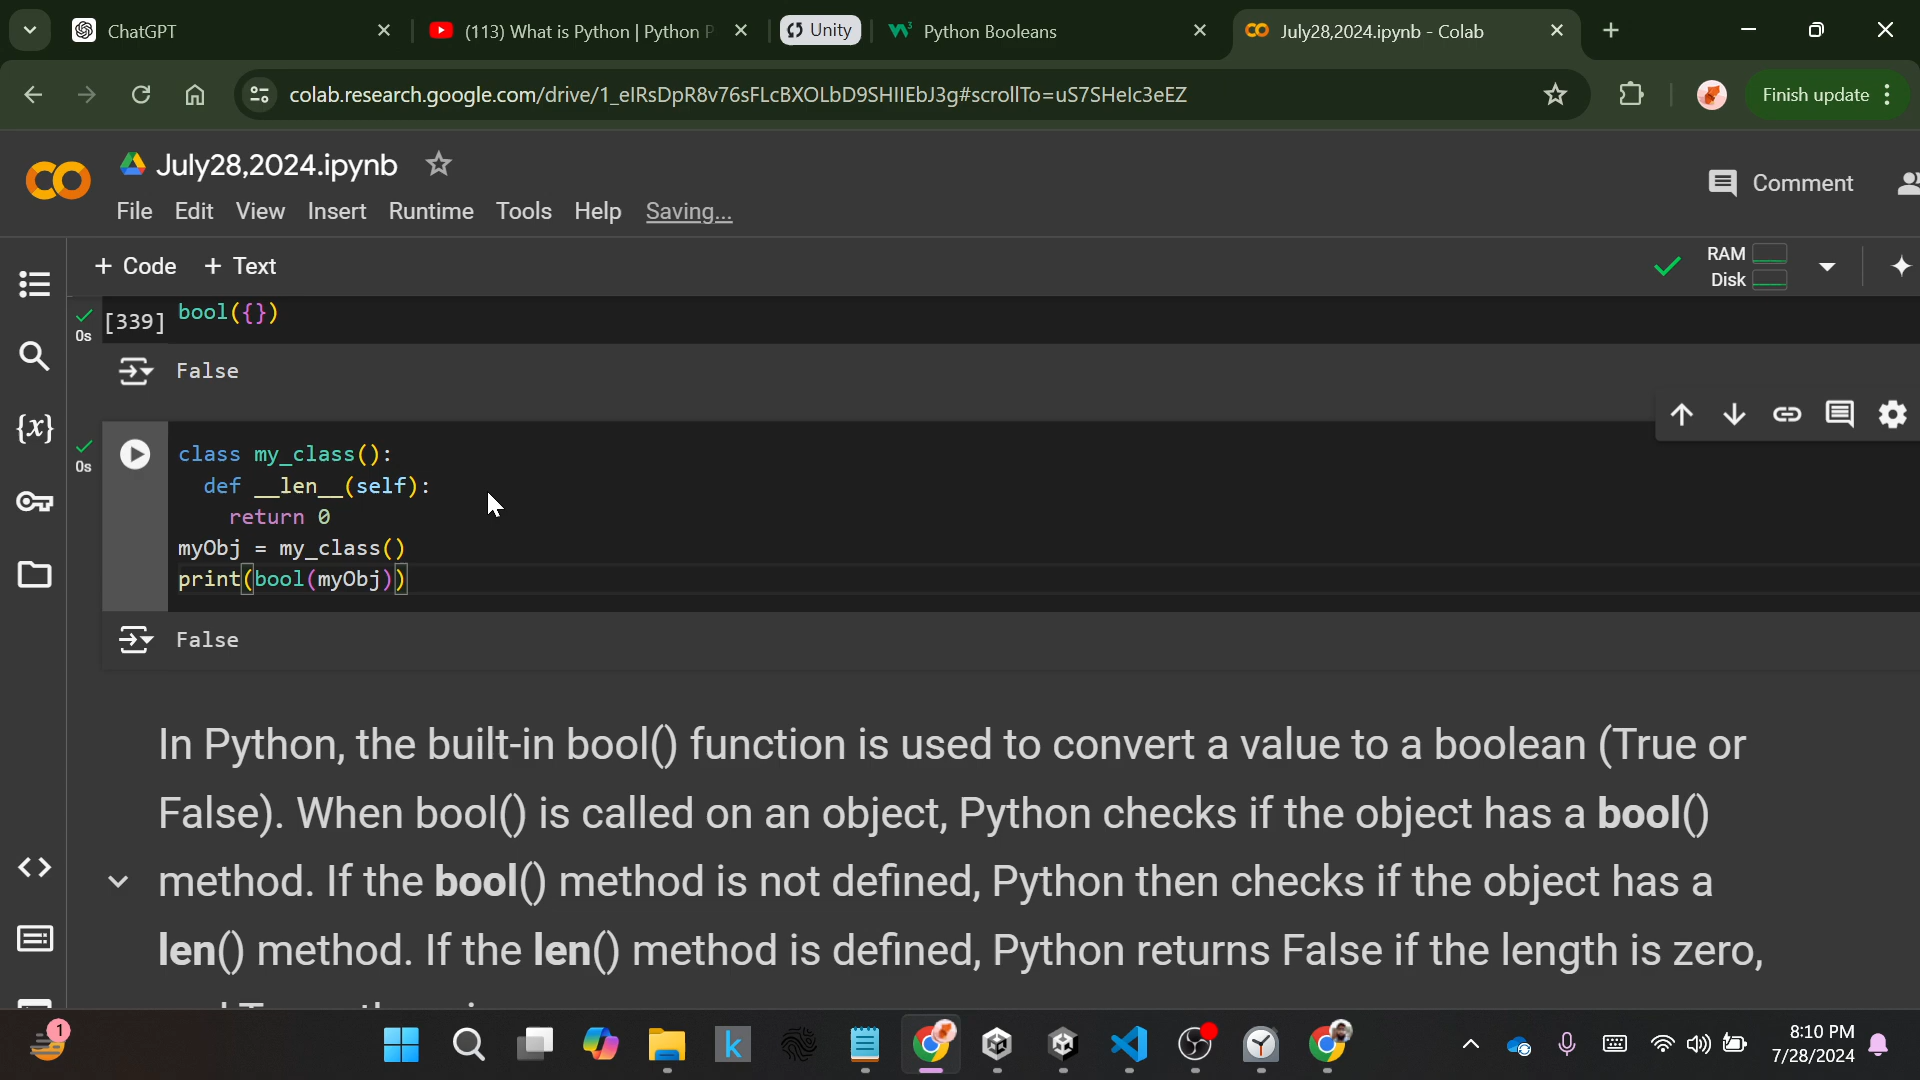 ChatGPT
(113) What is Python | Python P
Unity
Python Booleans
July28,2024.ipynb - Colab
colab.research.google.com/drive/1_elRsDpR8v76sFLcBXOLbD9SHIIEbJ3g#scrollTo=uS7SHelc3eEZ
Finish update
July28,2024.ipynb
Comment
File Edit View Insert Runtime Tools Help Saving...
+ Code + Text
RAM
Disk
0s
[339] bool({})
False
0s
class my_class():
def __len__(self):
return 0
myObj = my_class()
print(bool(myObj))
False
In Python, the built-in bool() function is used to convert a value to a boolean (True or
False). When bool() is called on an object, Python checks if the object has a bool()
method. If the bool() method is not defined, Python then checks if the object has a
len() method. If the len() method is defined, Python returns False if the length is zero,
{x}
1
k
8:10 PM
7/28/2024